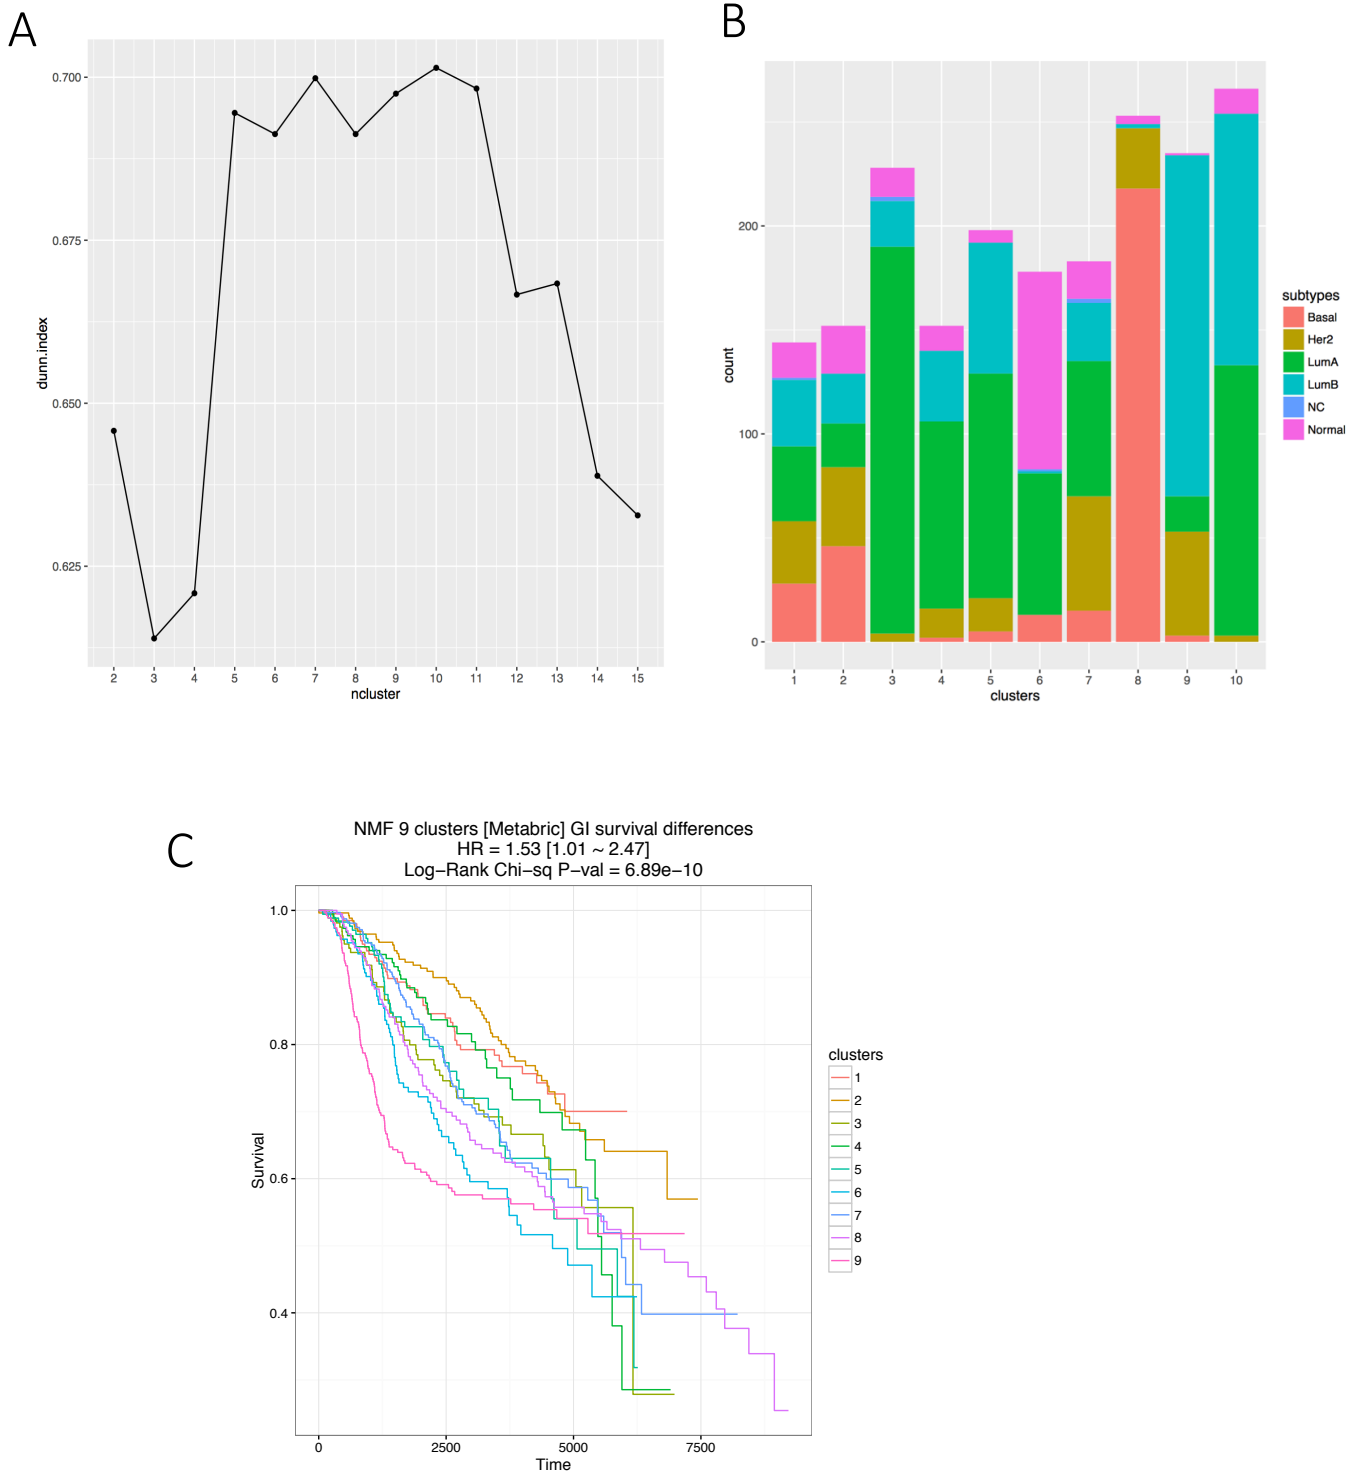 A
0.700
0.675
0.650
0.625
dunn.index
2 3 4 5 6 7 8 9 10 11 12 13 14 15
ncluster
B
200
100
0
count
1 2 3 4 5 6 7 8 9 10
clusters
subtypes
Basal
Her2
LumA
LumB
NC
Normal
C
NMF 9 clusters [Metabric] GI survival differences
HR = 1.53 [1.01 ~ 2.47]
Log−Rank Chi−sq P−val = 6.89e−10
1.0
0.8
0.6
0.4
Survival
0 2500 5000 7500
Time
clusters
1
2
3
4
5
6
7
8
9